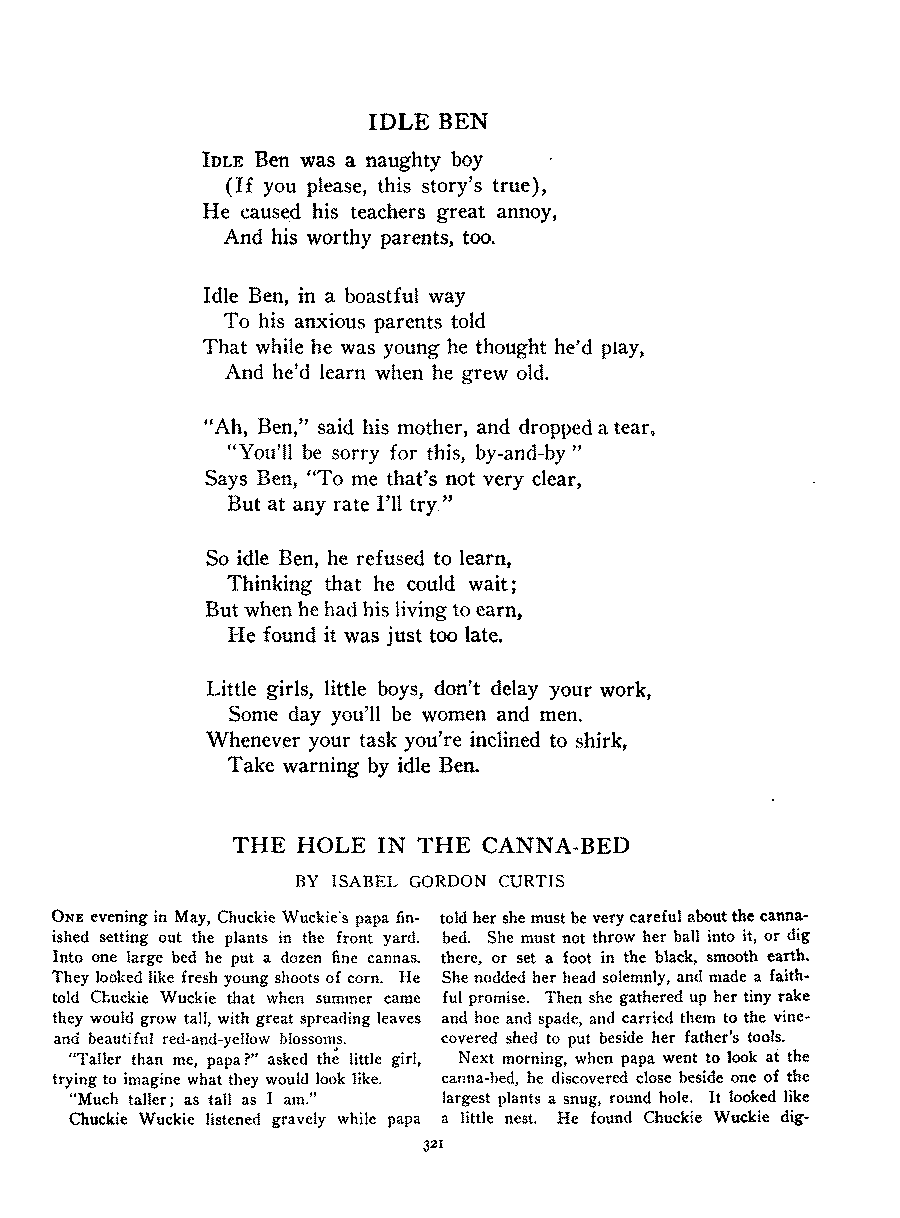 IDLE BEN
IDLE Ben was a naughty boy
(If you please, this story's true),
He caused his teachers great annoy,
And his worthy parents, too.
Idle Ben, in a boastful way
To his anxious parents told
That while he was young he thought he'd play,
And he'd learn when he grew old.
"Ah, Ben," said his mother, and dropped a tear,
"You'll be sorry for this, by-and-by"
Says Ben, "To me that's not very clear,
But at any rate I'll try."
So idle Ben, he refused to learn,
Thinking that he could wait;
But when he had his living to earn,
He found it was just too late.
Little girls, little boys, don't delay your work,
Some day you'll be women and men.
Whenever your task you're inclined to shirk,
Take warning by idle Ben.
THE HOLE IN THE CANNA-BED
BY ISABEL GORDON CURTIS
ONE evening in May, Chuckie Wuckie's papa fin-
ished setting out the plants in the front yard.
Into one large bed he put a dozen fine cannas.
They looked like fresh young shoots of corn. He
told Chuckie Wuckie that when summer came
they would grow tall, with great spreading leaves
and beautiful red-and-yellow blossoms.
"Taller than me, papa?" asked the little girl,
trying to imagine what they would look like.
"Much taller; as tall as I am."
Chuckie Wuckie listened gravely while papa
told her she must be very careful about the canna-
bed. She must not throw her ball into it, or dig
there, or set a foot in the black, smooth earth.
She nodded her head solemnly, and made a faith-
ful promise. Then she gathered up her tiny rake
and hoe and spade, and carried them to the vine-
covered shed to put beside her father's tools.
Next morning, when papa went to look at the
canna-bed, he discovered close beside one of the
largest plants a snug, round hole. It looked like
a little nest. He found Chuckie Wuckie dig-
321